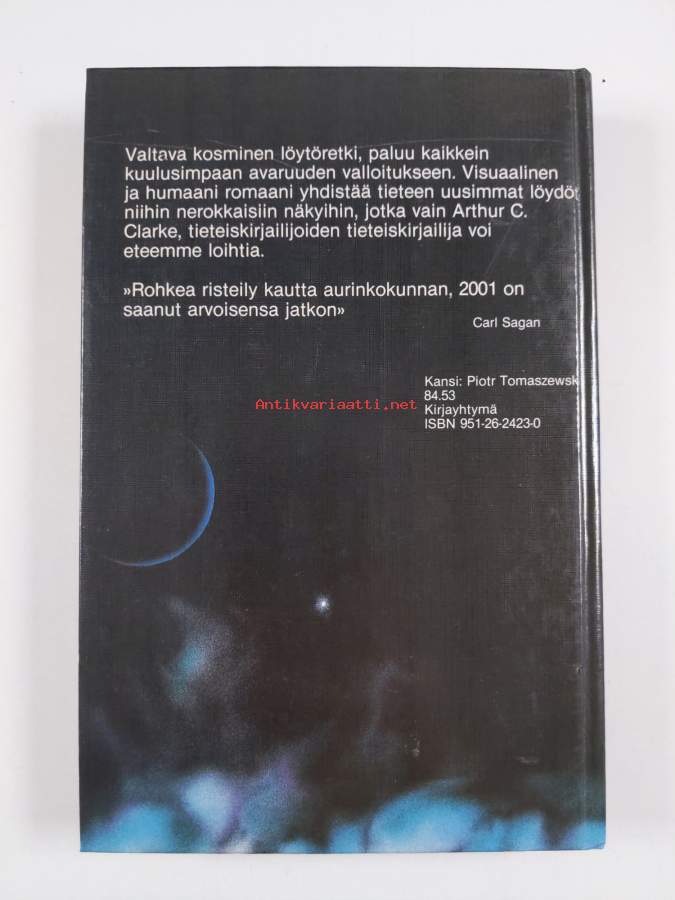 Valtava kosminen löytöretki, paluu kaikkein
kuulusimpaan avaruuden valloitukseen. Visuaalinen
ja humaani romaani yhdistää tieteen uusimmat löydöt
niihin nerokkaisiin näkyihin, jotka vain Arthur C.
Clarke, tieteiskirjailijoiden tieteiskirjailija voi
eteemme loihtia.
»Rohkea risteily kautta aurinkokunnan, 2001 on
saanut arvoisensa jatkon»
Carl Sagan
Kansi: Piotr Tomaszewsk
84.53
Antikvariaatti.net
Kirjayhtymä
ISBN 951-26-2423-0